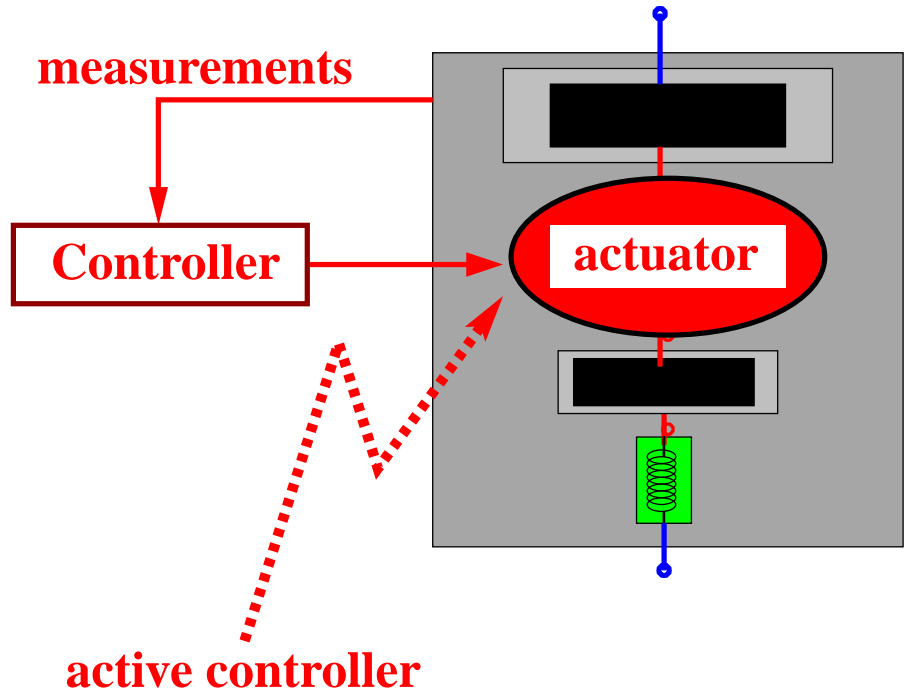 measurements
Controller
actuator
active controller